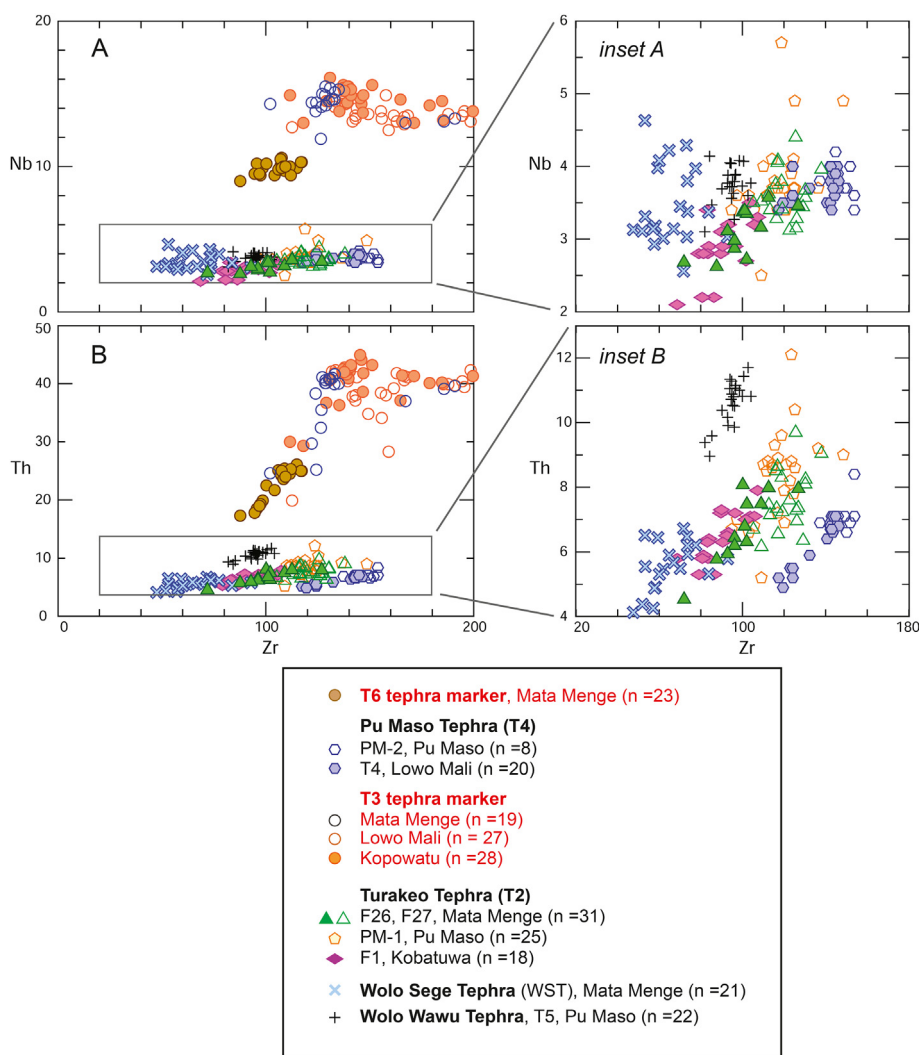 A
20
Nb
10
0
inset A
6
5
Nb
4
3
2
B
50
40
30
Th
20
10
0
0
100
200
Zr
inset B
12
10
Th
8
6
4
20
100
180
Zr
T6 tephra marker, Mata Menge (n =23)
Pu Maso Tephra (T4)
PM-2, Pu Maso (n =8)
T4, Lowo Mali (n =20)
T3 tephra marker
Mata Menge (n =19)
Lowo Mali (n = 27)
Kopowatu (n =28)
Turakeo Tephra (T2)
F26, F27, Mata Menge (n =31)
PM-1, Pu Maso (n =25)
F1, Kobatuwa (n =18)
Wolo Sege Tephra (WST), Mata Menge (n =21)
Wolo Wawu Tephra, T5, Pu Maso (n =22)